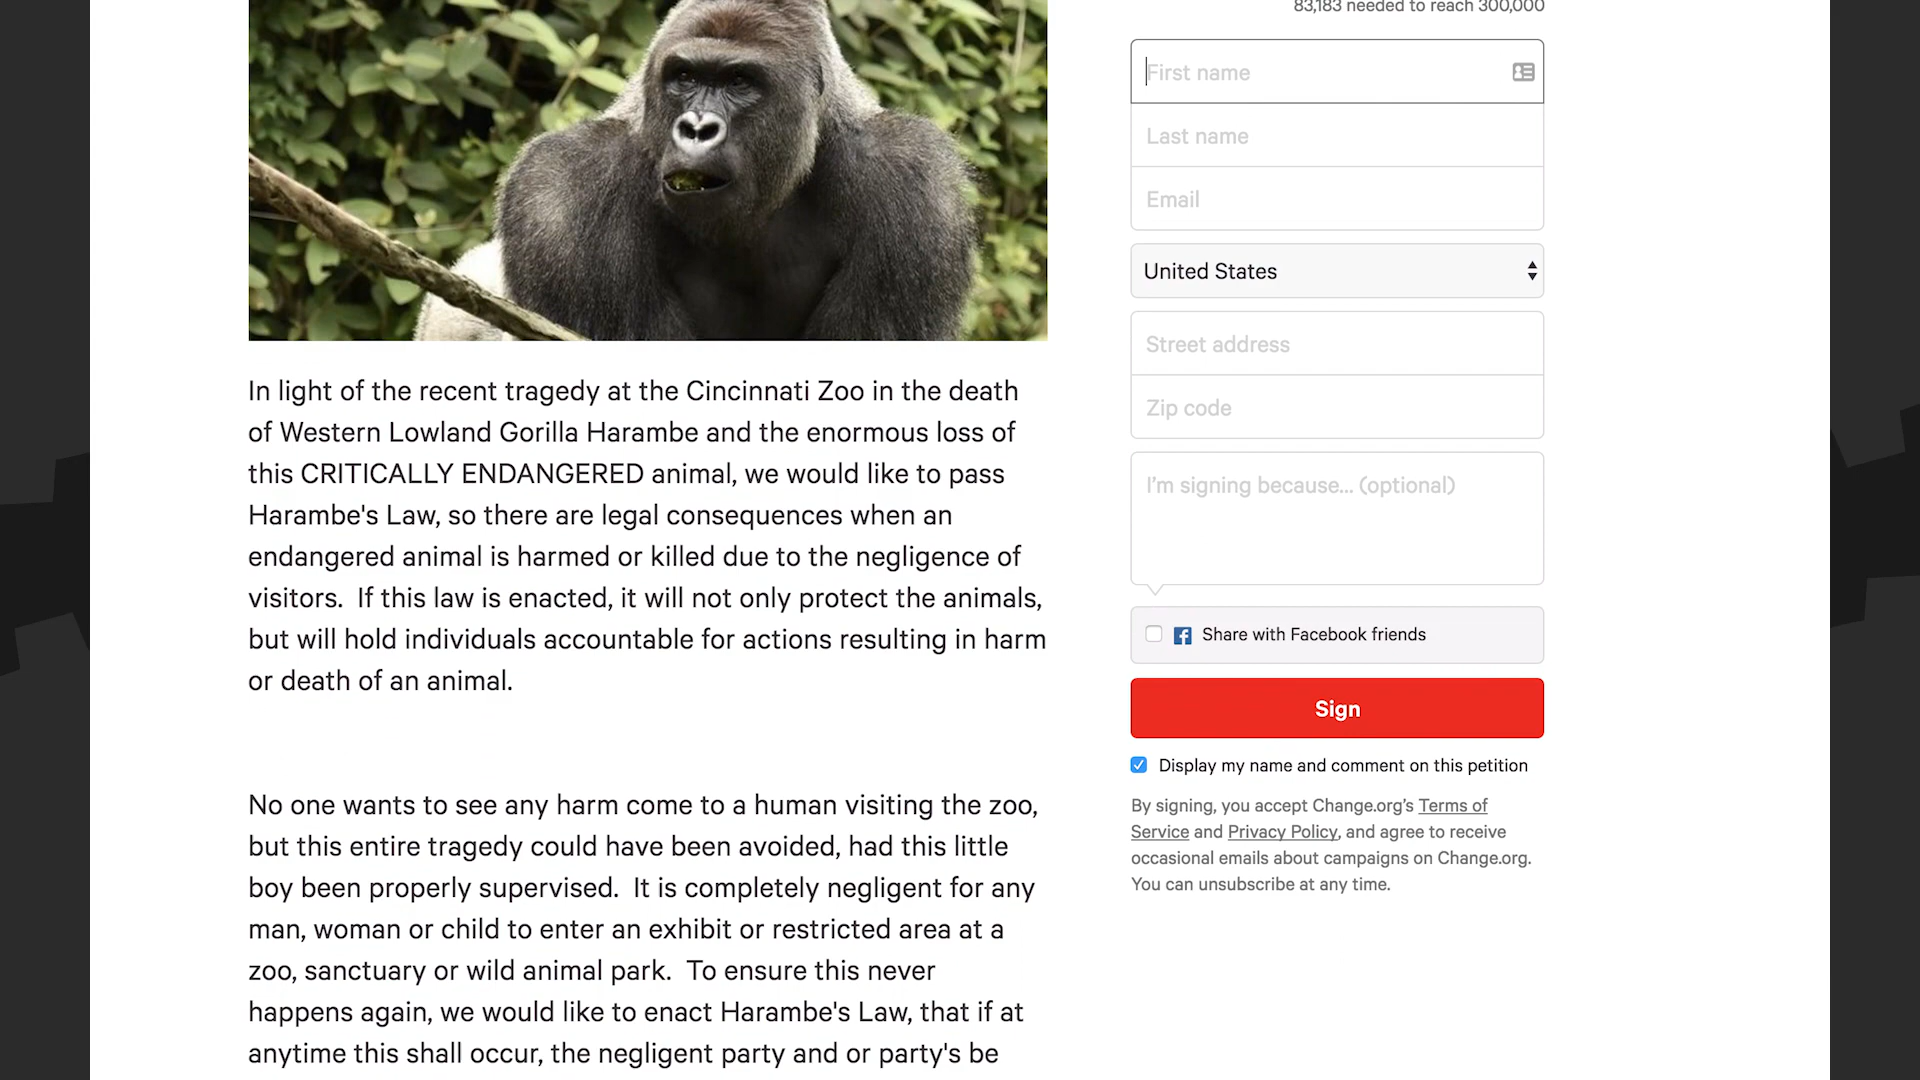 83,183 needed to reach 300,000
First name
Last name
Email
United States
Street address
Zip code
I'm signing because... (optional)
Share with Facebook friends
Sign
Display my name and comment on this petition
By signing, you accept Change.org's Terms of
Service and Privacy Policy, and agree to receive
occasional emails about campaigns on Change.org.
You can unsubscribe at any time.
In light of the recent tragedy at the Cincinnati Zoo in the death
of Western Lowland Gorilla Harambe and the enormous loss of
this CRITICALLY ENDANGERED animal, we would like to pass
Harambe's Law, so there are legal consequences when an
endangered animal is harmed or killed due to the negligence of
visitors.  If this law is enacted, it will not only protect the animals,
but will hold individuals accountable for actions resulting in harm
or death of an animal.
No one wants to see any harm come to a human visiting the zoo,
but this entire tragedy could have been avoided, had this little
boy been properly supervised.  It is completely negligent for any
man, woman or child to enter an exhibit or restricted area at a
zoo, sanctuary or wild animal park.  To ensure this never
happens again, we would like to enact Harambe's Law, that if at
anytime this shall occur, the negligent party and or party's be